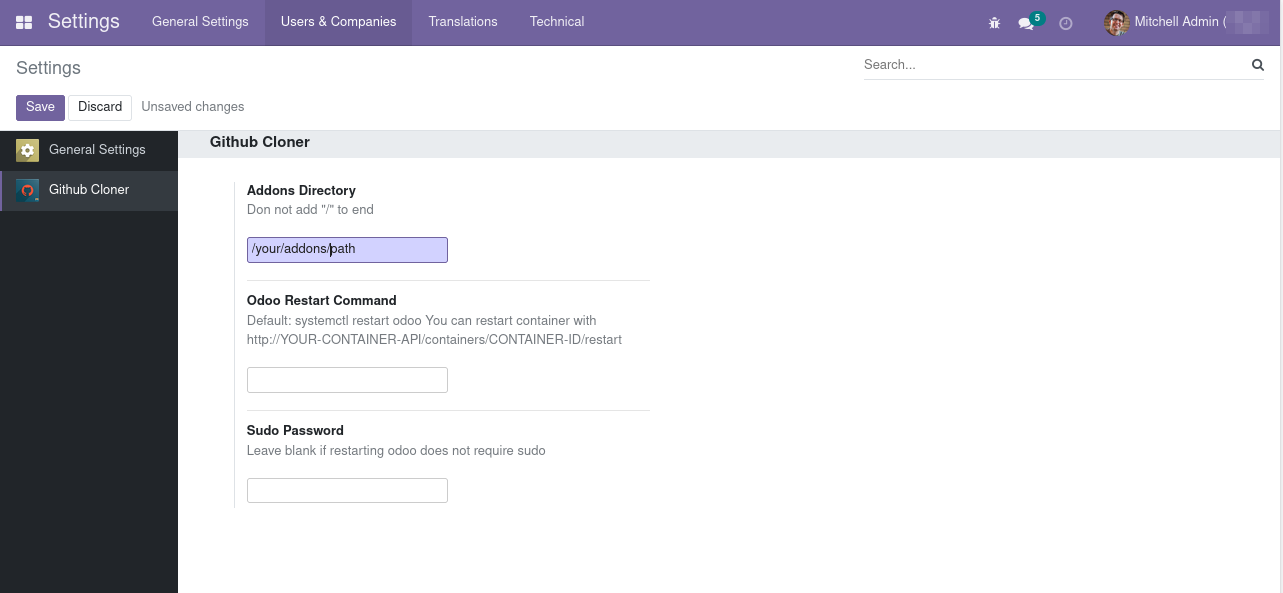 Settings General Settings Users & Companies Translations Technical 5 Mitchell Admin (
Settings
Search...
Save Discard Unsaved changes
General Settings
Github Cloner
Github Cloner
Addons Directory
Don not add "/" to end
/your/addons/path
Odoo Restart Command
Default: systemctl restart odoo You can restart container with
http://YOUR-CONTAINER-API/containers/CONTAINER-ID/restart
Sudo Password
Leave blank if restarting odoo does not require sudo